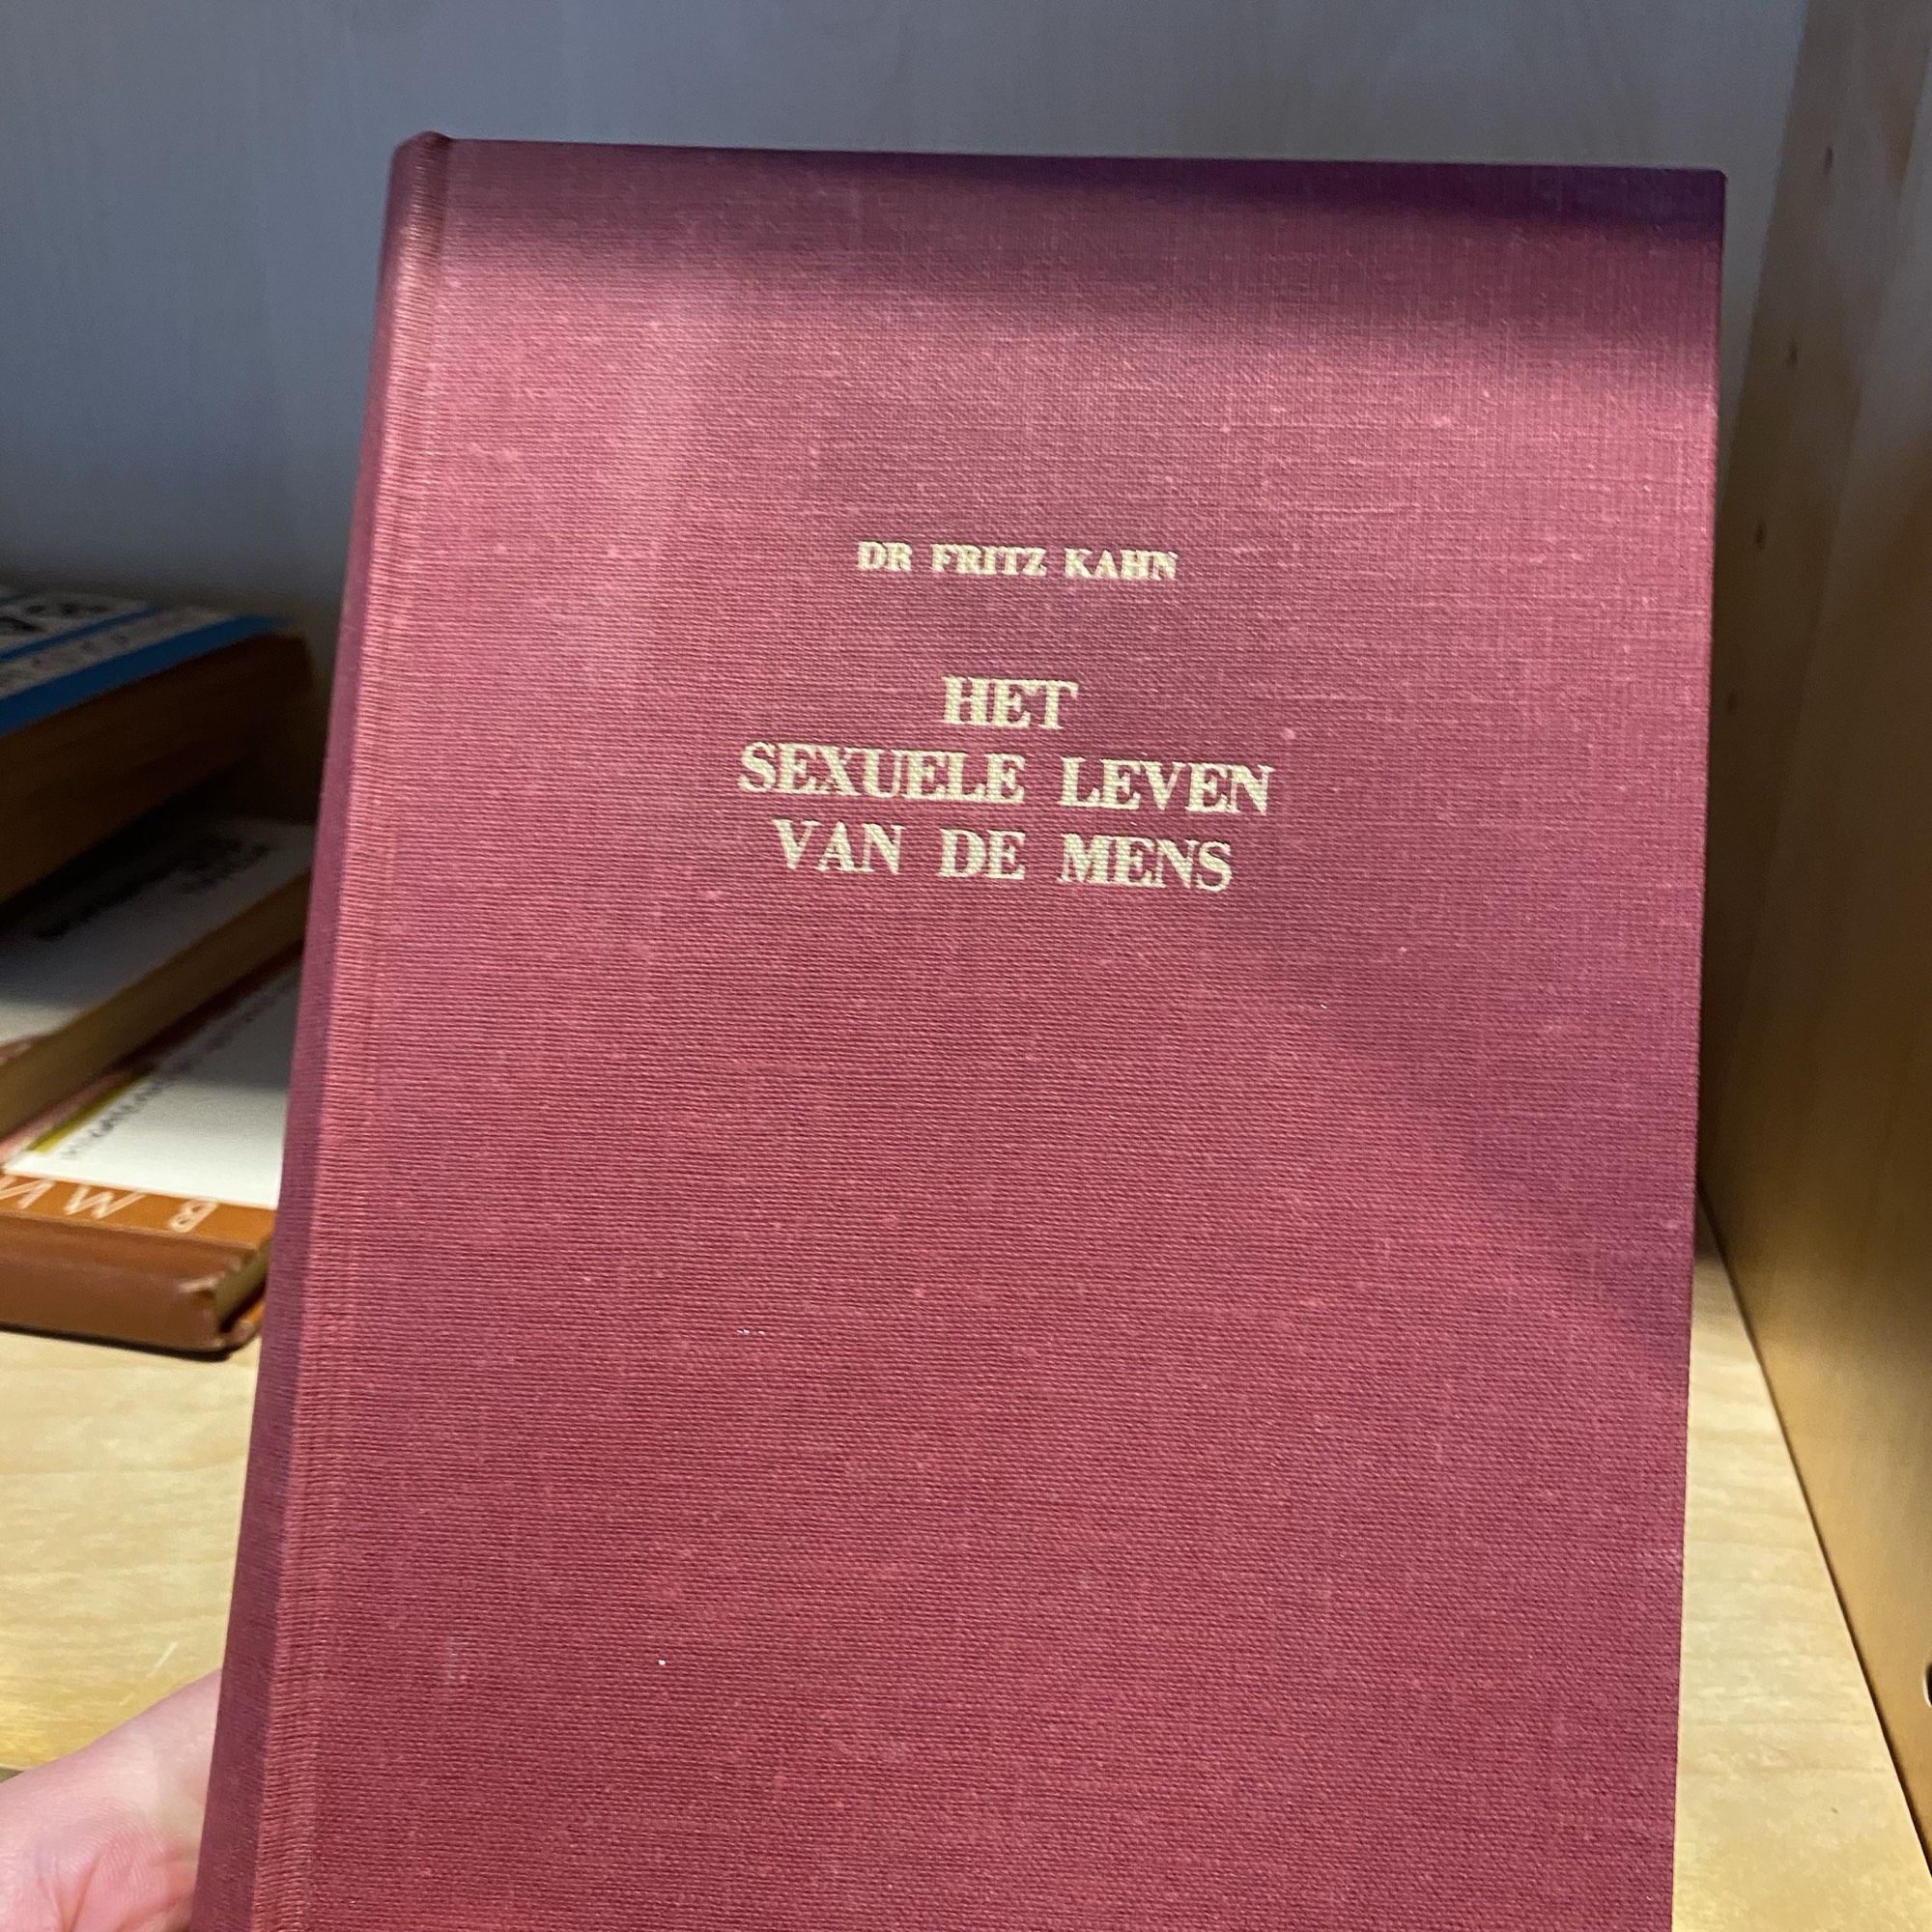 DR FRITZ KAHN
HET
SEXUELE LEVEN
VAN DE MENS